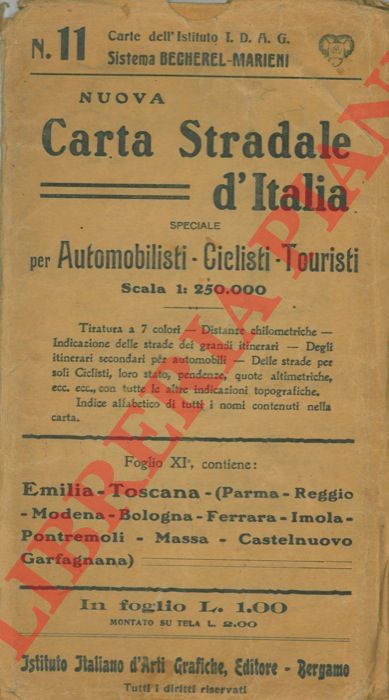 N. 11
Carte dell'Istituto I. D. A. G.
Sistema BECHEREL-MARIENI
NUOVA
Carta Stradale
d'Italia
SPECIALE
per Automobilisti - Ciclisti - Touristi
Scala 1: 250.000
Tiratura a 7 colori — Distanze chilometriche —
Indicazione delle strade dei grandi itinerari — Degli
itinerari secondari per automobili — Delle strade per
soli Ciclisti, loro stato, pendenze, quote altimetriche,
ecc. ecc., con tutte le altre indicazioni topografiche.
Indice alfabetico di tutti i nomi contenuti nella
carta.
Foglio XI°, contiene:
Emilia - Toscana - (Parma - Reggio
- Modena - Bologna - Ferrara - Imola -
Pontremoli - Massa - Castelnuovo
Garfagnana)
In foglio L. 1.00
MONTATO SU TELA L. 2.00
Istituto Italiano d'Arti Grafiche, Editore - Bergamo
Tutti i diritti riservati
LIBRERIA PIANI